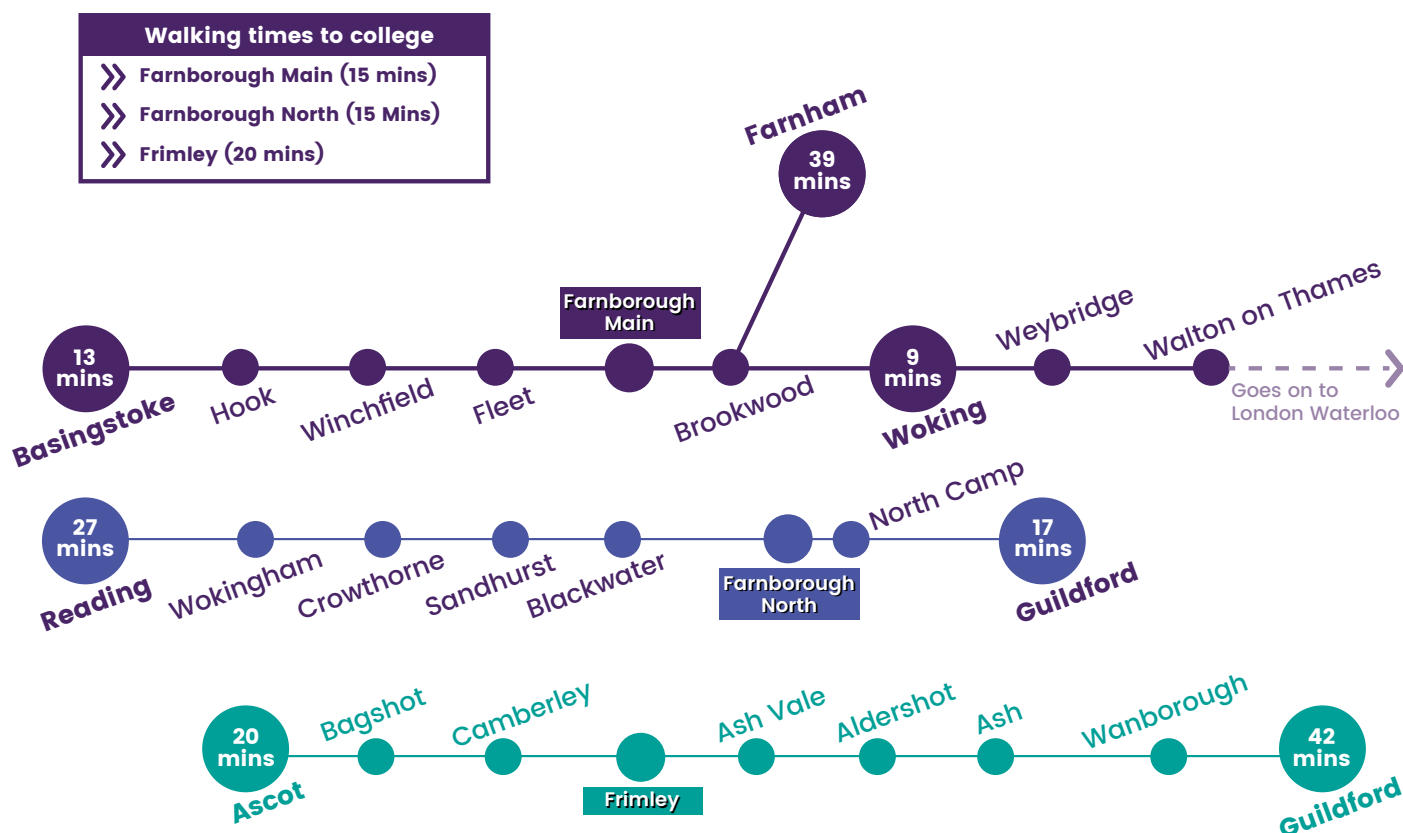 Walking times to college
Farnborough Main (15 mins)
Farnborough North (15 Mins)
Frimley (20 mins)
Farnham
39
mins
Farnborough
Main
13
mins
Basingstoke
Hook
Winchfield
Fleet
Brookwood
9
mins
Woking
Weybridge
Walton on Thames
Goes on to
London Waterloo
27
mins
Reading
Wokingham
Crowthorne
Sandhurst
Blackwater
Farnborough
North
North Camp
17
mins
Guildford
20
mins
Ascot
Bagshot
Camberley
Frimley
Ash Vale
Aldershot
Ash
Wanborough
42
mins
Guildford